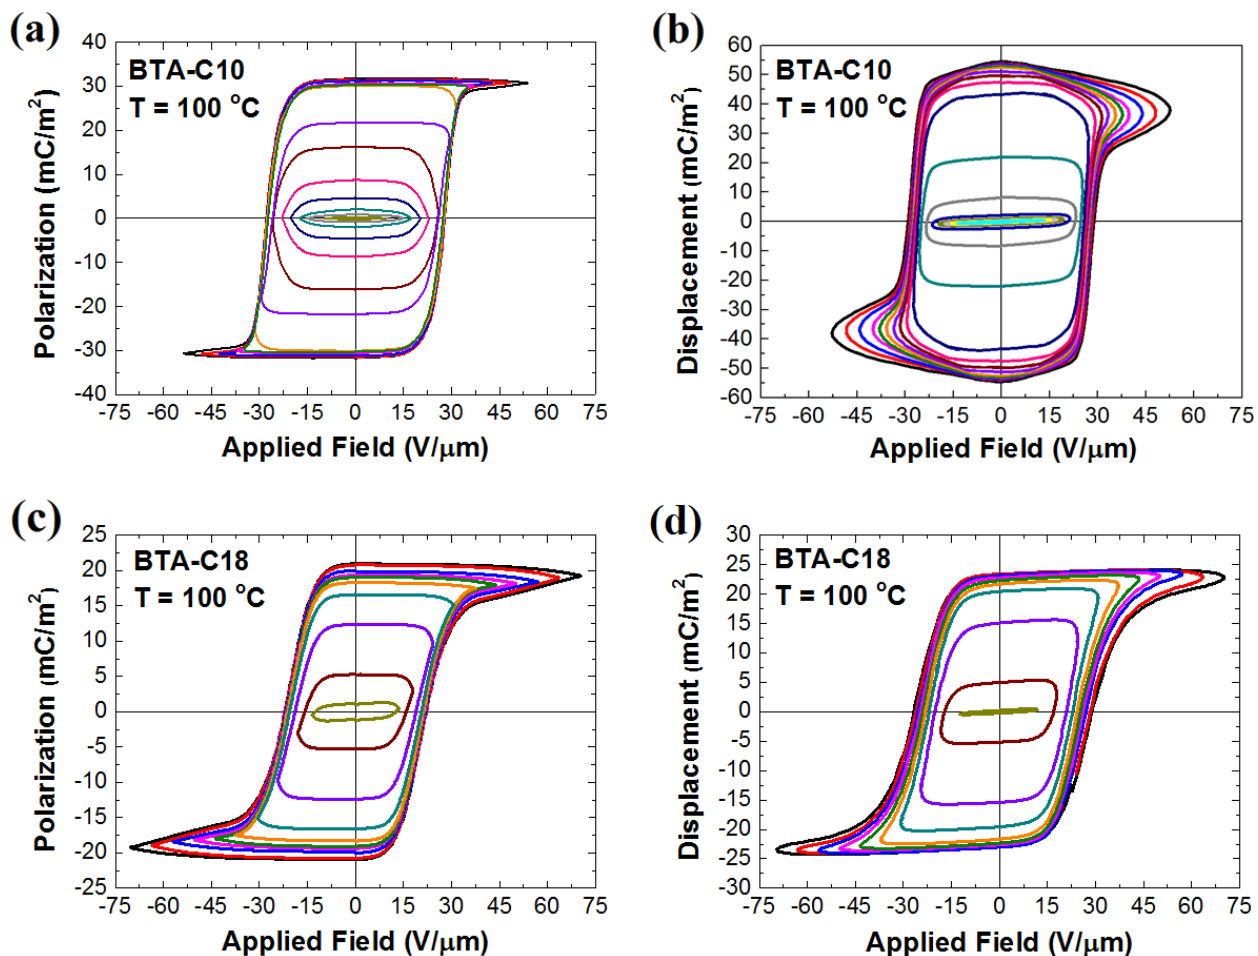 (a)
BTA-C10
T = 100 °C
Polarization (mC/m²)
40
30
20
10
0
-10
-20
-30
-40
-75 -60 -45 -30 -15 0 15 30 45 60 75
Applied Field (V/μm)
(b)
BTA-C10
T = 100 °C
Displacement (mC/m²)
60
50
40
30
20
10
0
-10
-20
-30
-40
-50
-60
-75 -60 -45 -30 -15 0 15 30 45 60 75
Applied Field (V/μm)
(c)
BTA-C18
T = 100 °C
Polarization (mC/m²)
25
20
15
10
5
0
-5
-10
-15
-20
-25
-75 -60 -45 -30 -15 0 15 30 45 60 75
Applied Field (V/μm)
(d)
BTA-C18
T = 100 °C
Displacement (mC/m²)
30
25
20
15
10
5
0
-5
-10
-15
-20
-25
-30
-75 -60 -45 -30 -15 0 15 30 45 60 75
Applied Field (V/μm)